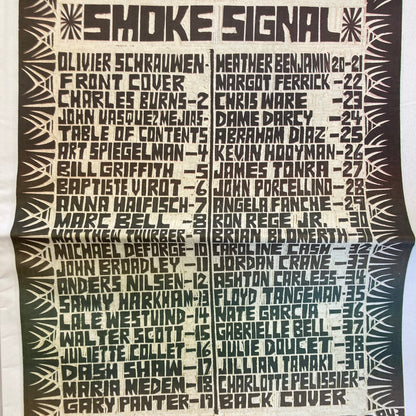 SMOKE SIGNAL
OLIVIER SCHRAUWEN-
FRONT COVER
CHARLES BURNS-2
JOHN VASQUEZ MEJIAS-
TABLE OF CONTENTS
ART SPIEGELMAN-4
BILL GRIFFITH -5
BAPTISTE VIROT -6
ANNA HAIFISCH -7
MARC BELL -8
MATTHEW THURBER -9
MICHAEL DEFORGE -10
JOHN BROADLEY-11
ANDERS NILSEN-12
SAMMY HARKHAM-13
LALE WESTVIND -14
WALTER SCOTT -15
JULIETTE COLLET -16
DASH SHAW -17
MARIA MEDEM -18
GARY PANTER -19
HEATHER BENJAMIN 20-21
MARGOT FERRICK -22
CHRIS WARE -23
DAME DARCY -24
ABRAHAM DIAZ -25
KEVIN HOOYMAN -26
JAMES TONRA -27
JOHN PORCELLINO -28
ANGELA FANCHE -29
RON REGE JR. -30
BRIAN BLOMERTH -31
CAROLINE CASH -32
JORDAN CRANE -33
ASHTON CARLESS -34
FLOYD TANGEMAN -35
NATE GARCIA -36
GABRIELLE BELL -37
JULIE DOUCET -38
JILLIAN TAMAKI -39
CHARLOTTE PELISSIER-
BACK COVER